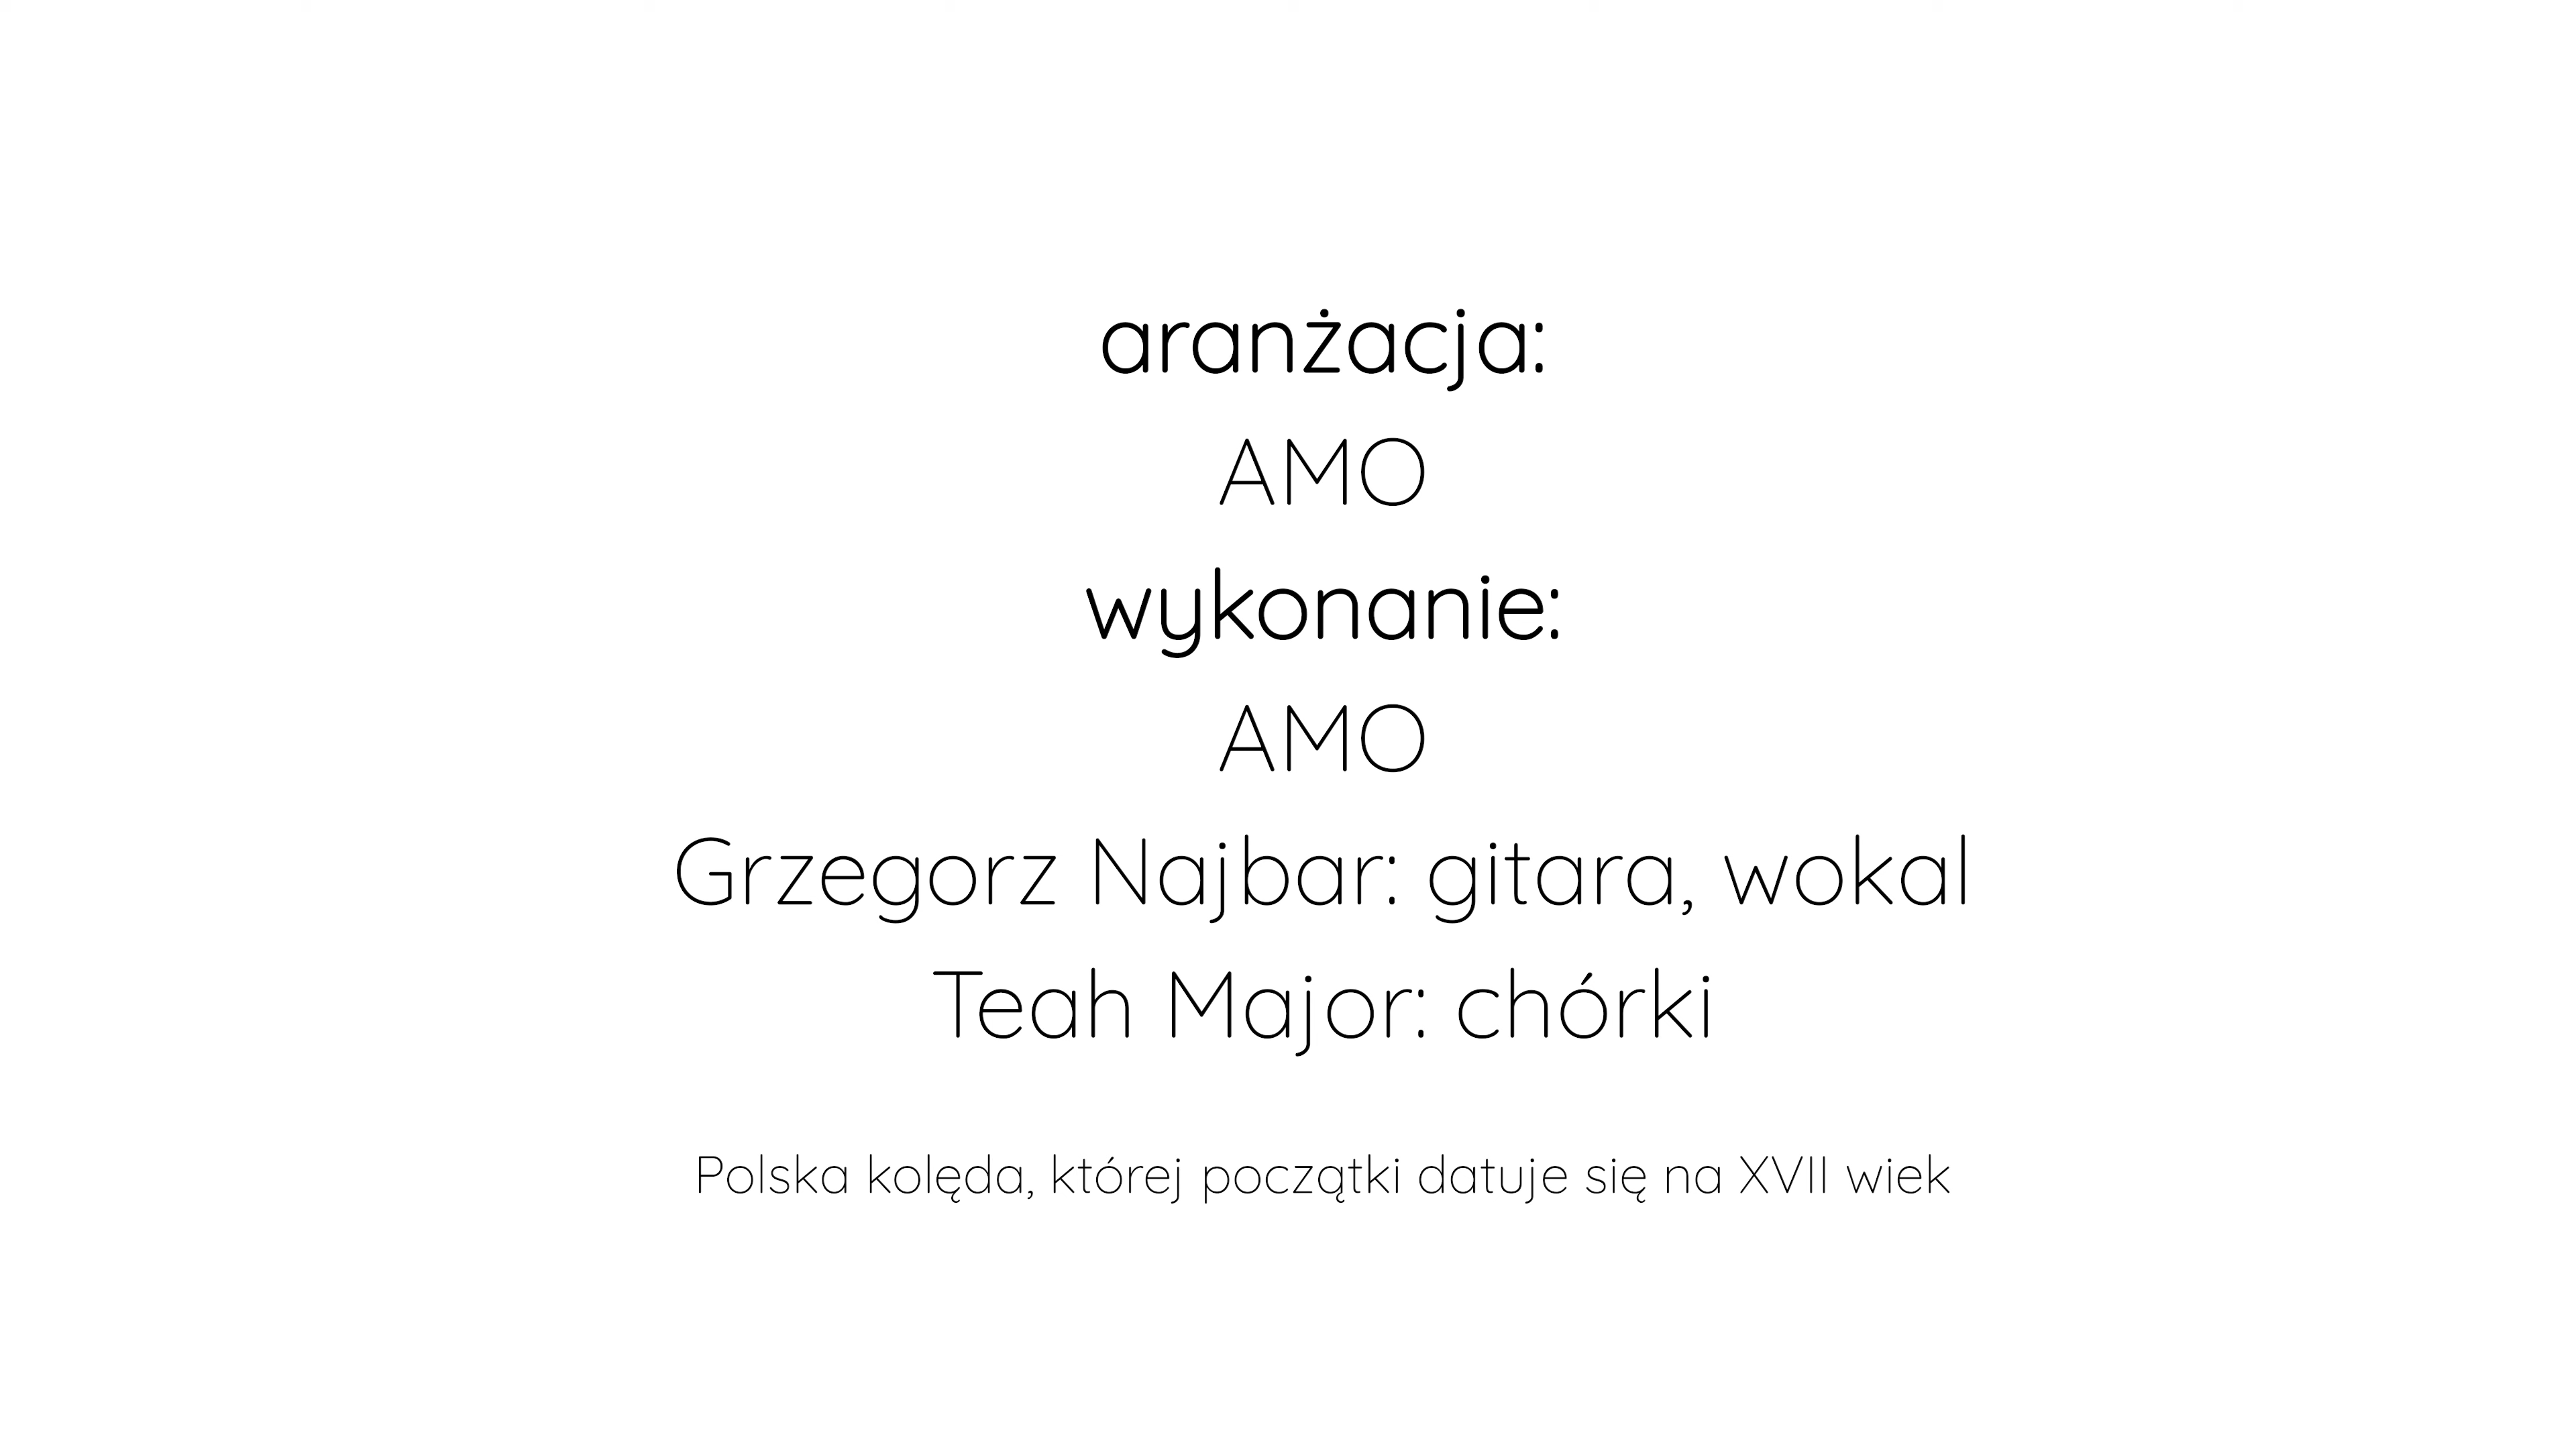 aranżacja:
AMO
wykonanie:
AMO
Grzegorz Najbar: gitara, wokal
Teah Major: chórki
Polska kolęda, której początki datuje się na XVII wiek